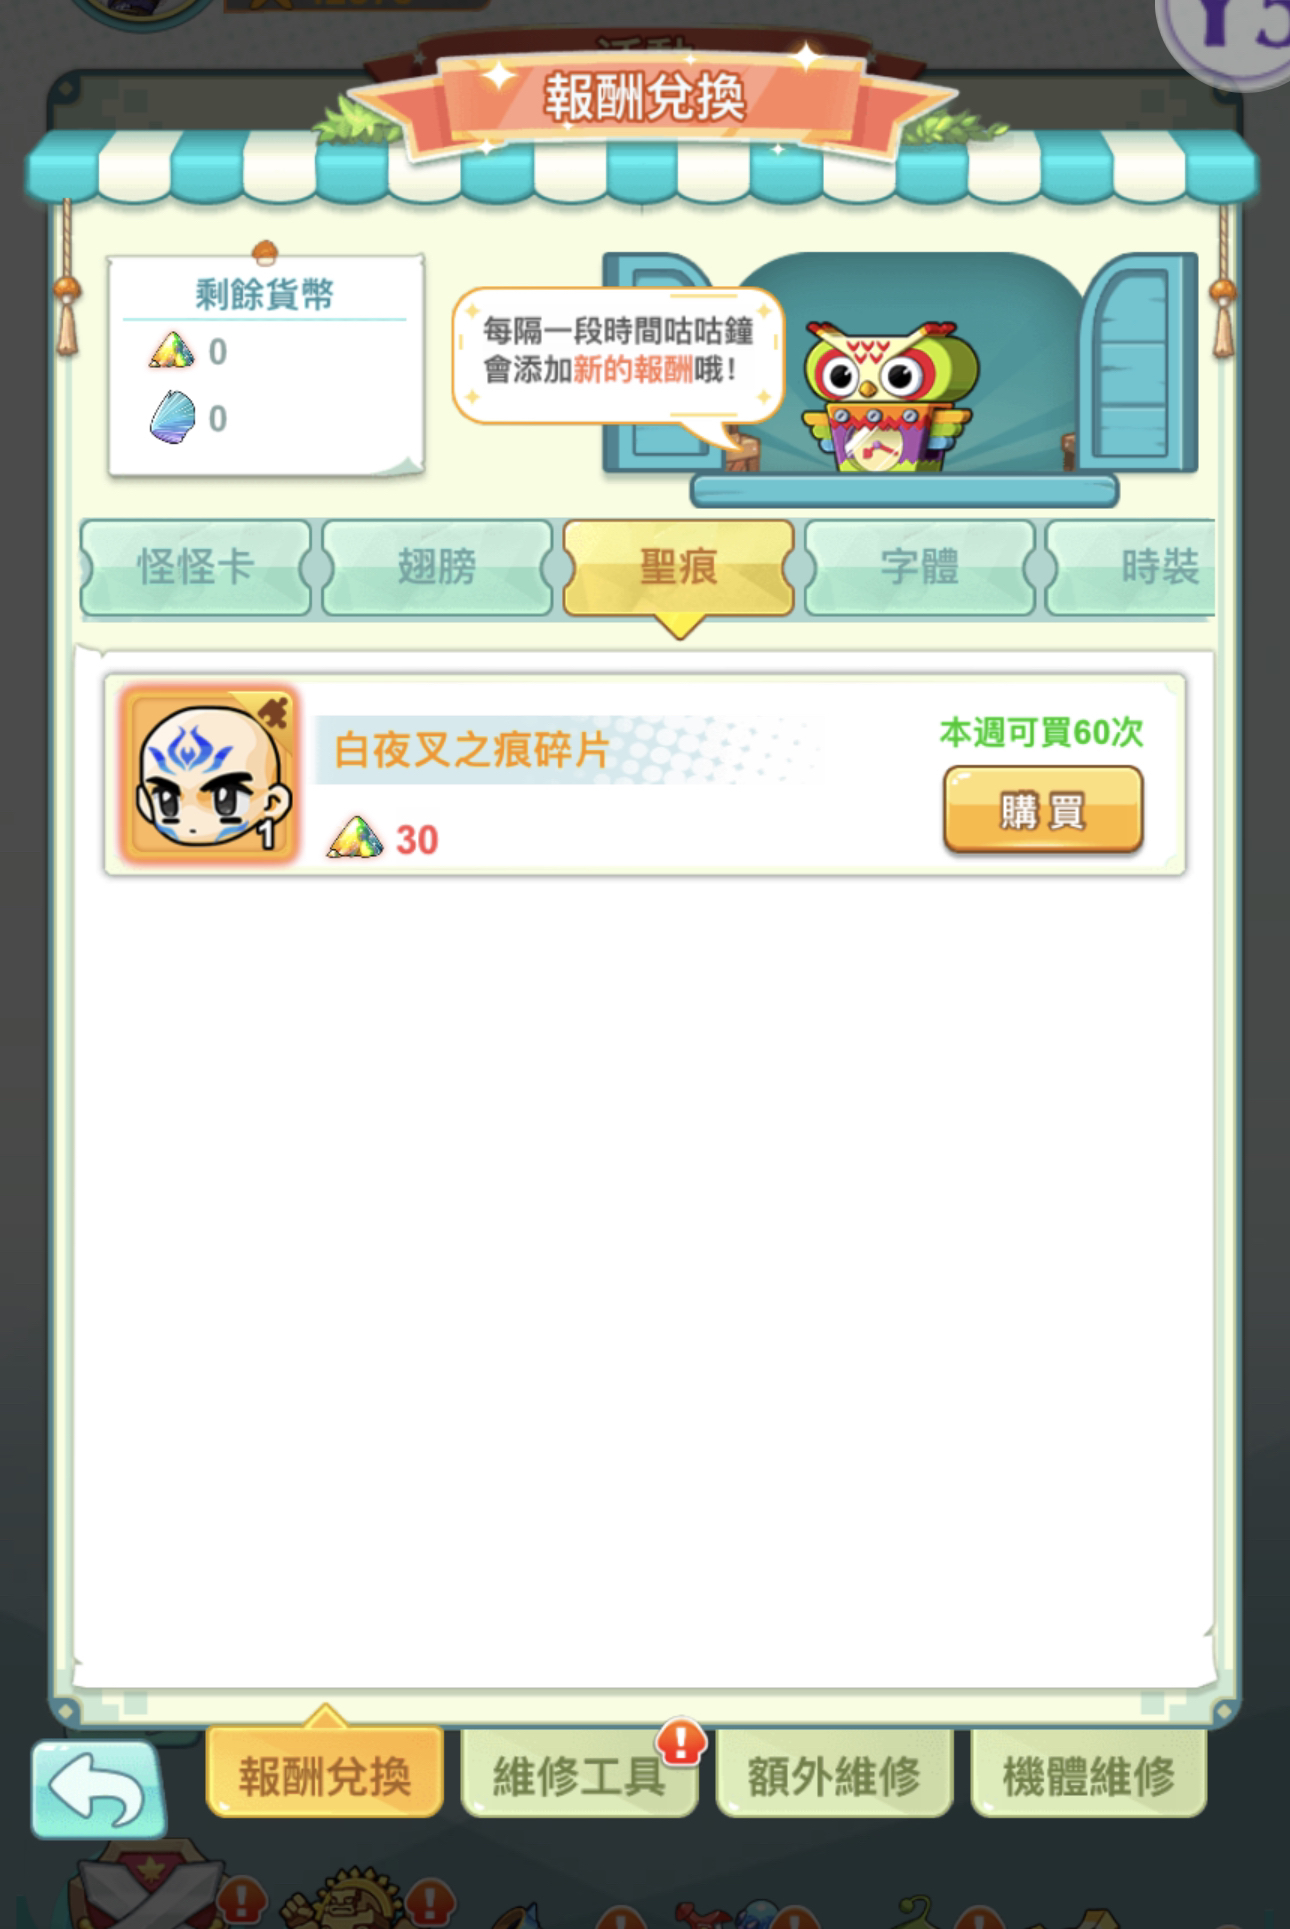 報酬兌換
剩餘貨幣
0
0
每隔一段時間咕咕鐘
會添加新的報酬哦!
怪怪卡
翅膀
聖痕
字體
時裝
白夜叉之痕碎片
1
30
本週可買60次
購買
報酬兌換
維修工具
額外維修
機體維修